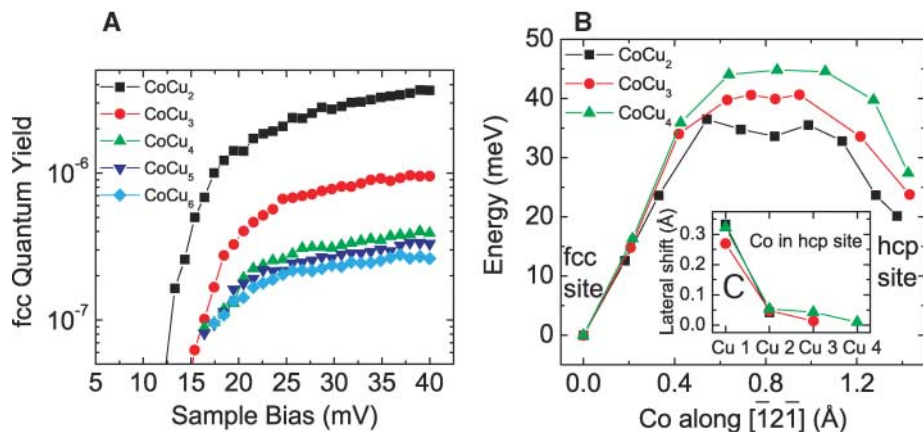 A
fcc Quantum Yield
10⁻⁶
10⁻⁷
CoCu₂
CoCu₃
CoCu₄
CoCu₅
CoCu₆
5 10 15 20 25 30 35 40
Sample Bias (mV)
B
Energy (meV)
50
40
30
20
10
0
CoCu₂
CoCu₃
CoCu₄
fcc
site
hcp
site
Lateral shift (Å)
0.3
0.2
0.1
0.0
Co in hcp site
C
Cu 1 Cu 2 Cu 3 Cu 4
0.0 0.4 0.8 1.2
Co along [1̅21̅] (Å)